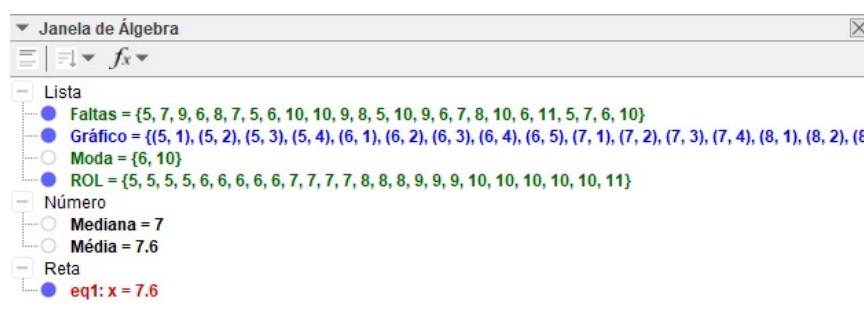 Janela de Álgebra
fx
Lista
Faltas = {5, 7, 9, 6, 8, 7, 5, 6, 10, 10, 9, 8, 5, 10, 9, 6, 7, 8, 10, 6, 11, 5, 7, 6, 10}
Gráfico = {(5, 1), (5, 2), (5, 3), (5, 4), (6, 1), (6, 2), (6, 3), (6, 4), (6, 5), (7, 1), (7, 2), (7, 3), (7, 4), (8, 1), (8, 2), (8
Moda = {6, 10}
ROL = {5, 5, 5, 5, 6, 6, 6, 6, 6, 7, 7, 7, 7, 8, 8, 8, 9, 9, 9, 10, 10, 10, 10, 10, 11}
Número
Mediana = 7
Média = 7.6
Reta
eq1: x = 7.6